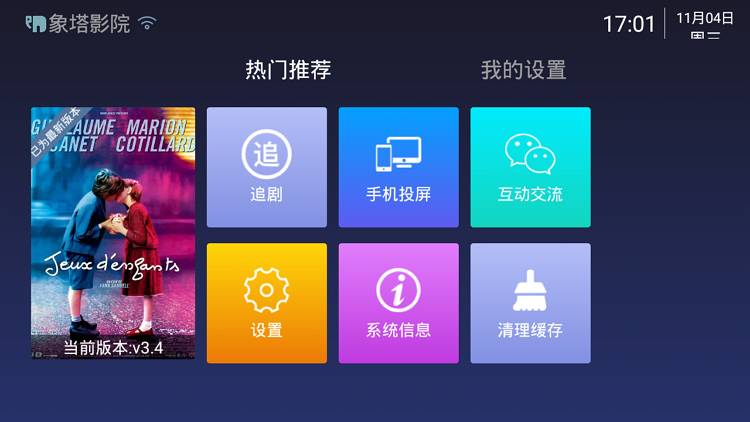 象塔影院
17:01
11月04日
热门推荐
我的设置
已为最新版本
GUILLAUME MARION
CANET COTILLARD
Jeux d'enfants
YANN SAMUELL
当前版本:v3.4
追
追剧
手机投屏
互动交流
设置
系统信息
清理缓存